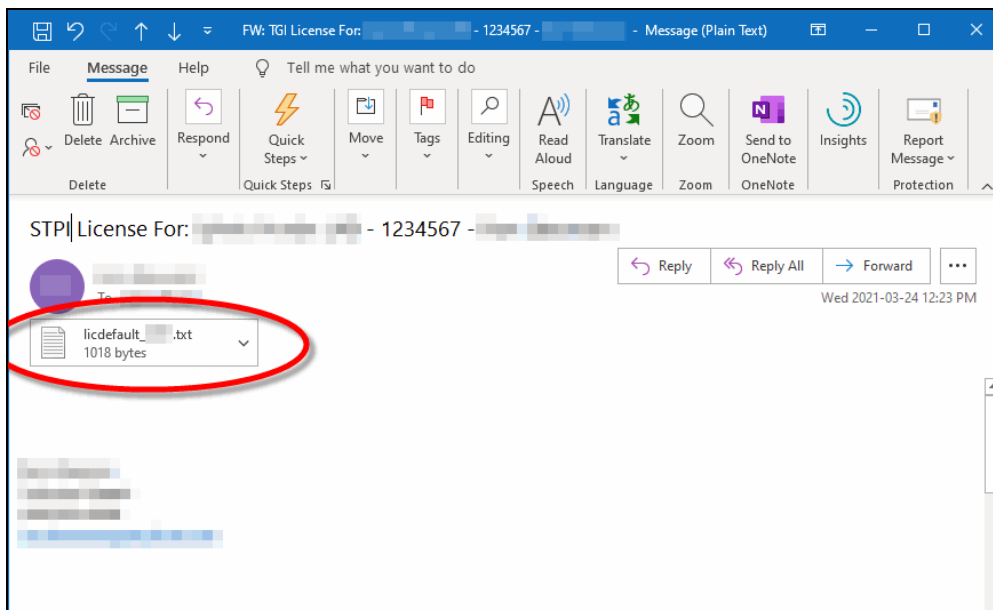 FW: TGI License For: - 1234567 - - Message (Plain Text)
File Message Help Tell me what you want to do
Delete Archive Respond Quick Steps Move Tags Editing Read Aloud Translate Zoom Send to OneNote Insights Report Message
Delete Quick Steps Speech Language Zoom OneNote Protection
STPI License For: - 1234567 -
Reply Reply All Forward
To
Wed 2021-03-24 12:23 PM
licdefault_ .txt
1018 bytes